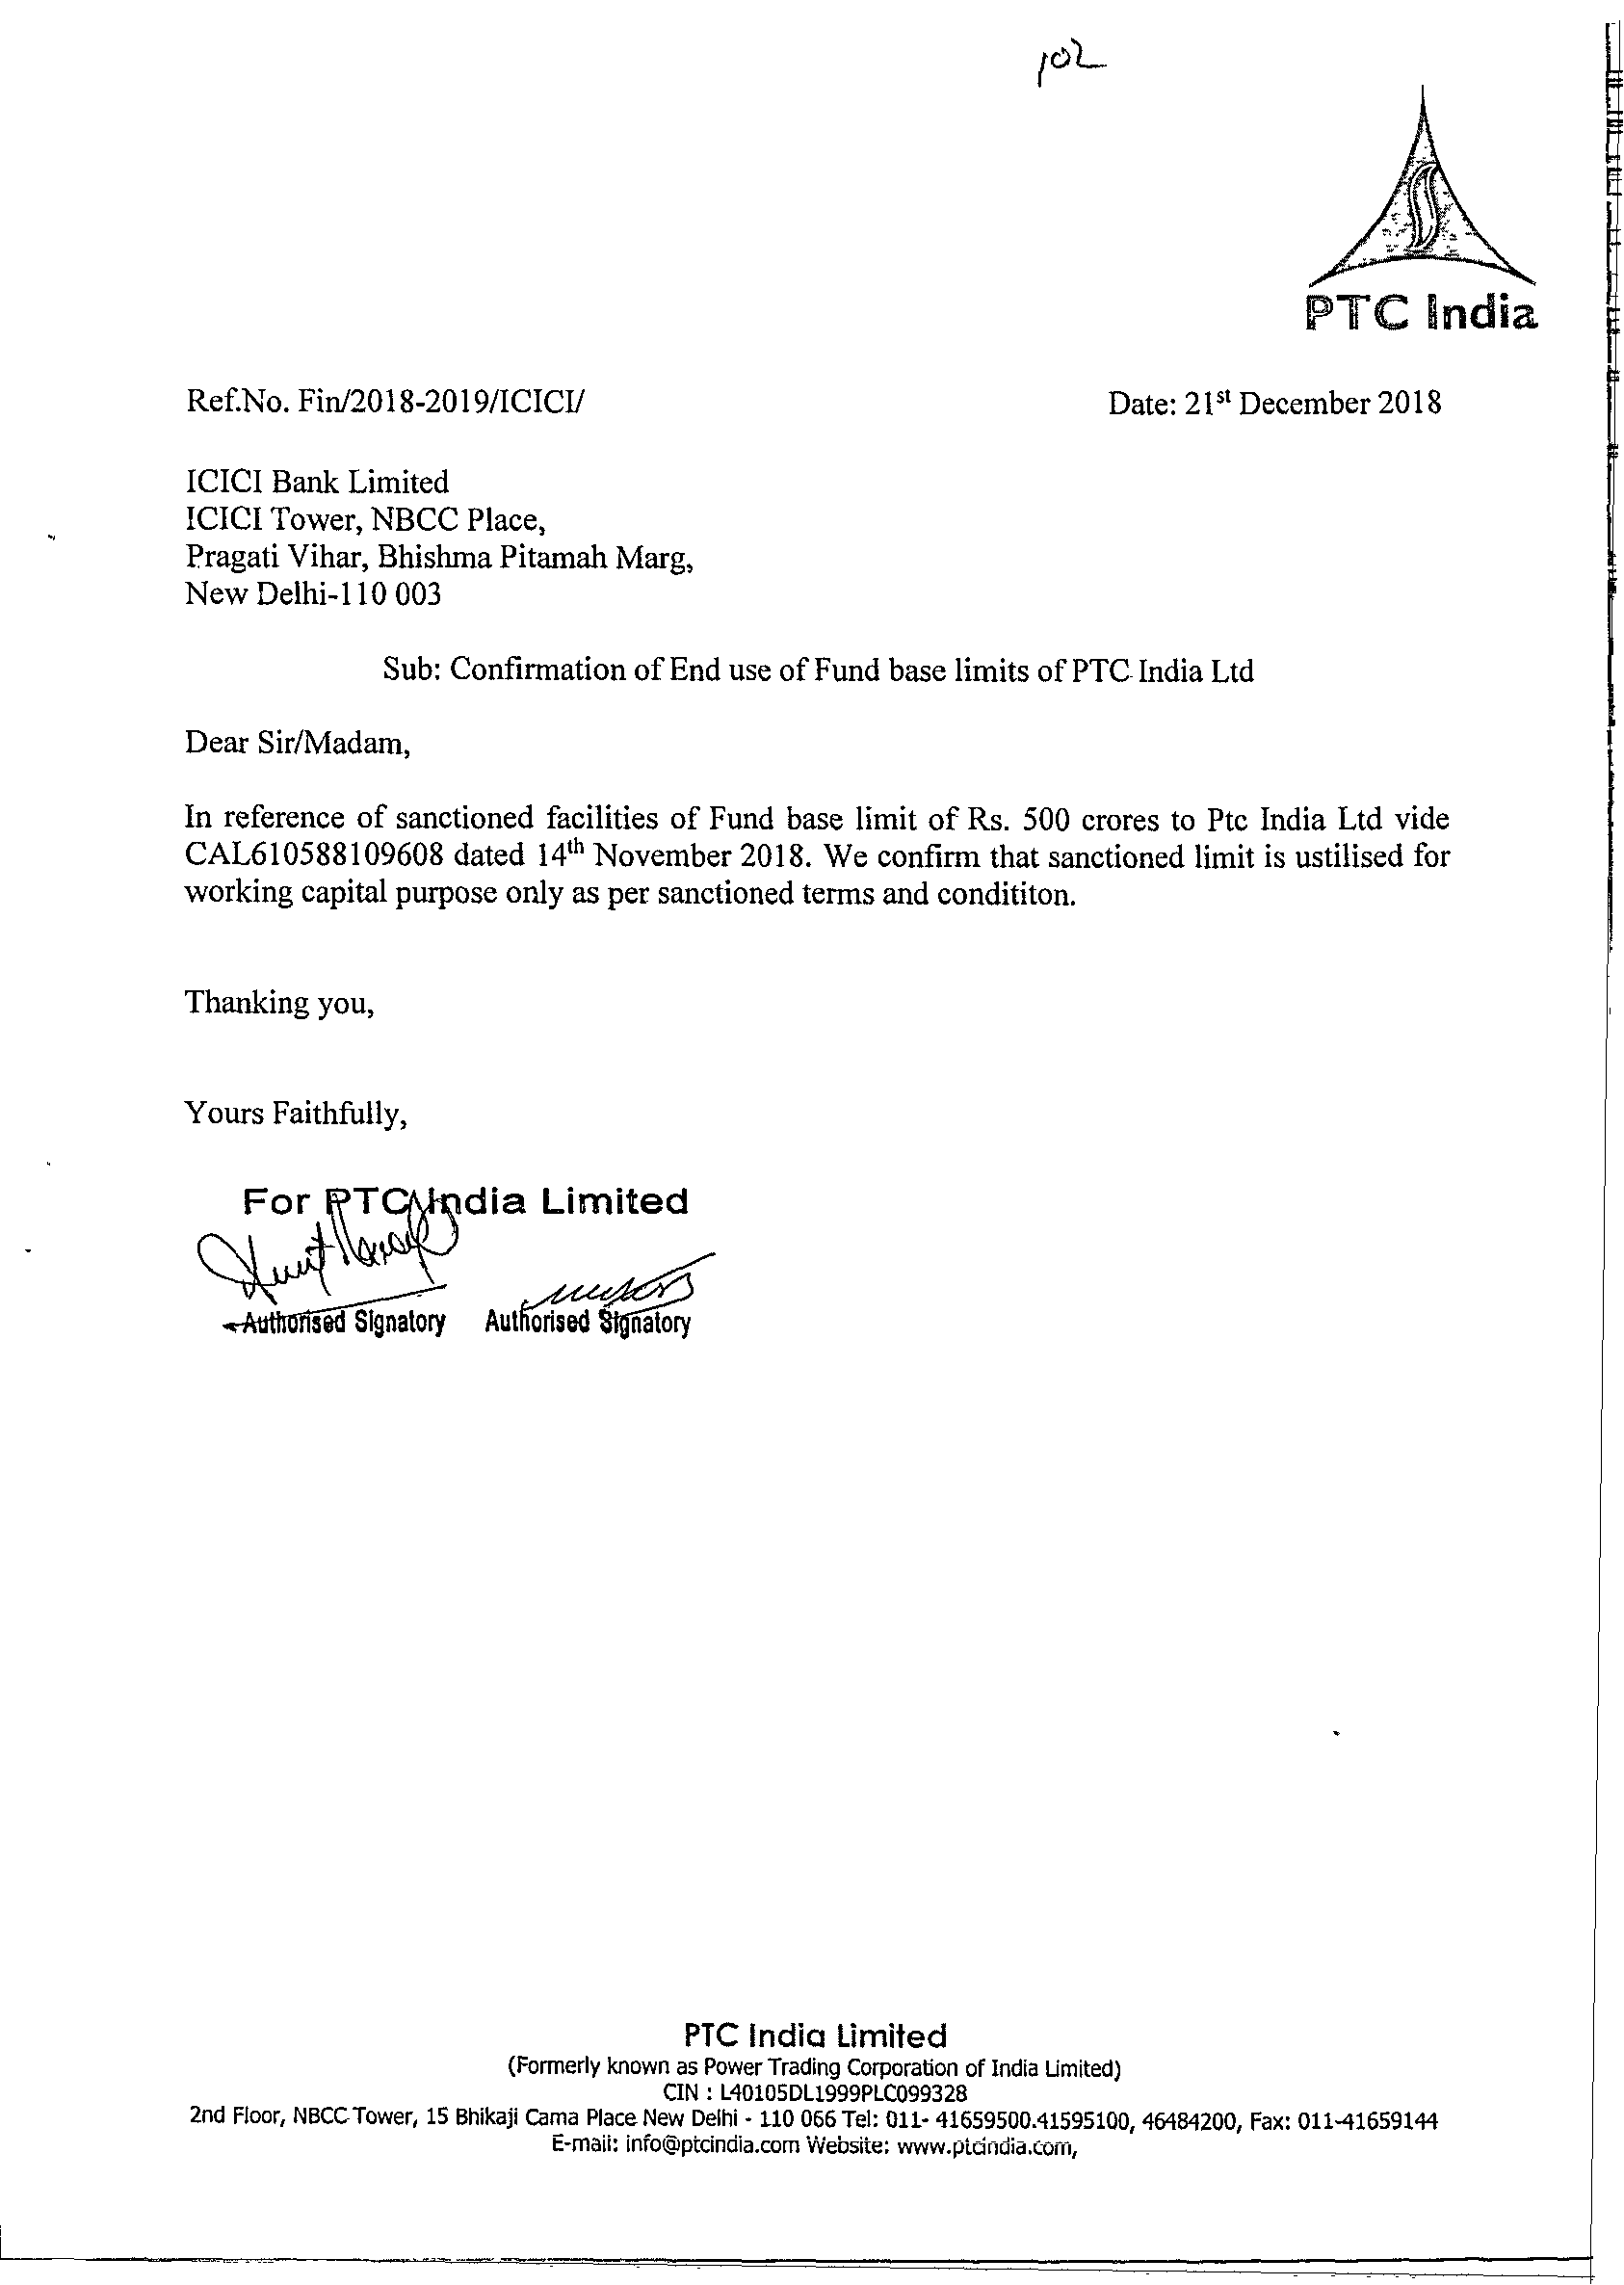 102
PTC India
Ref.No. Fin/2018-2019/ICICI/ Date: 21st December 2018
ICICI Bank Limited
ICICI Tower, NBCC Place,
Pragati Vihar, Bhishma Pitamah Marg,
New Delhi-110 003
Sub: Confirmation of End use of Fund base limits of PTC India Ltd
Dear Sir/Madam,
In reference of sanctioned facilities of Fund base limit of Rs. 500 crores to Ptc India Ltd vide
CAL610588109608 dated 14th November 2018. We confirm that sanctioned limit is ustilised for
working capital purpose only as per sanctioned terms and condititon.
Thanking you,
Yours Faithfully,
For PTC India Limited
Authorised Signatory Authorised Signatory
PTC India Limited
(Formerly known as Power Trading Corporation of India Limited)
CIN : L40105DL1999PLC099328
2nd Floor, NBCC Tower, 15 Bhikaji Cama Place New Delhi - 110 066 Tel: 011- 41659500.41595100, 46484200, Fax: 011-41659144
E-mail: info@ptcindia.com Website: www.ptcindia.com,